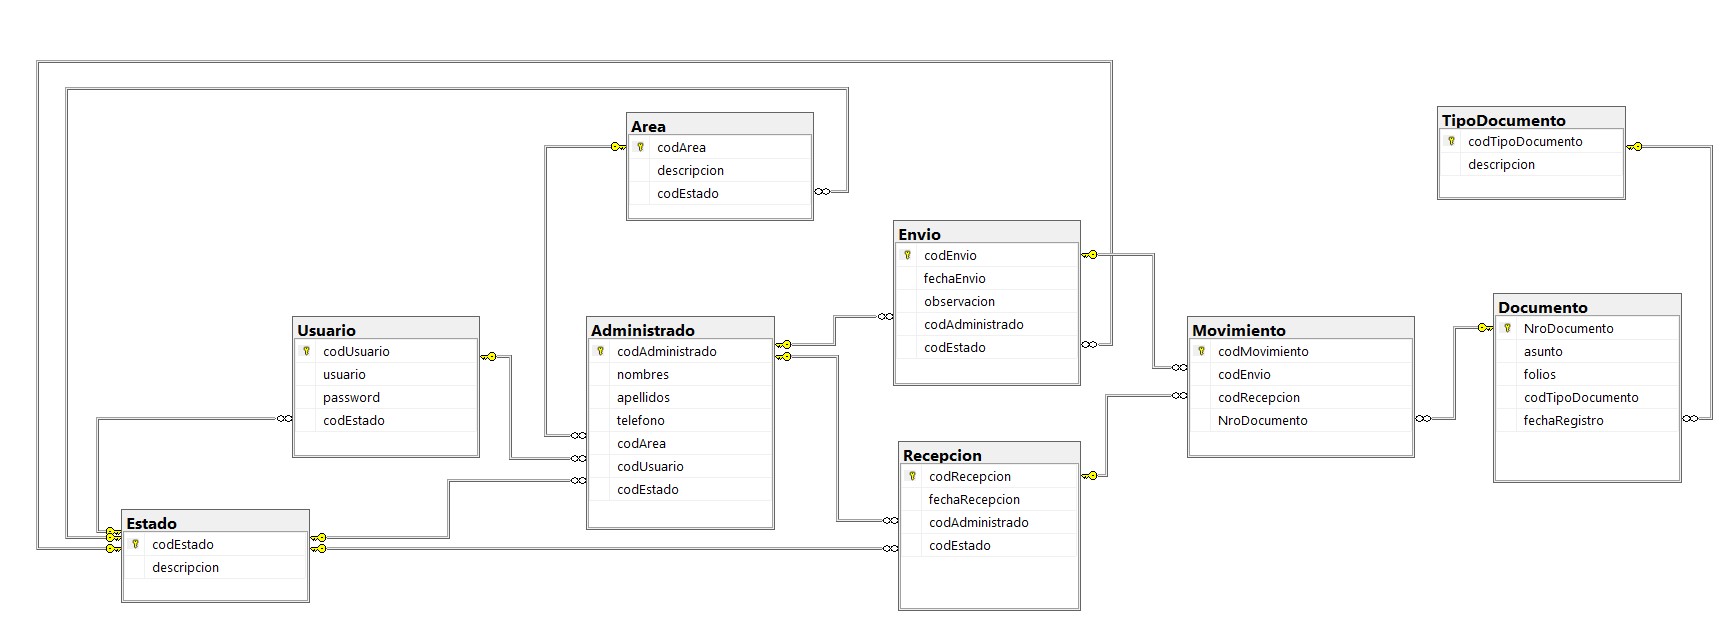 Area
codArea
descripcion
codEstado
TipoDocumento
codTipoDocumento
descripcion
Envio
codEnvio
fechaEnvio
observacion
codAdministrado
codEstado
Usuario
codUsuario
usuario
password
codEstado
Administrado
codAdministrado
nombres
apellidos
telefono
codArea
codUsuario
codEstado
Movimiento
codMovimiento
codEnvio
codRecepcion
NroDocumento
Documento
NroDocumento
asunto
folios
codTipoDocumento
fechaRegistro
Recepcion
codRecepcion
fechaRecepcion
codAdministrado
codEstado
Estado
codEstado
descripcion